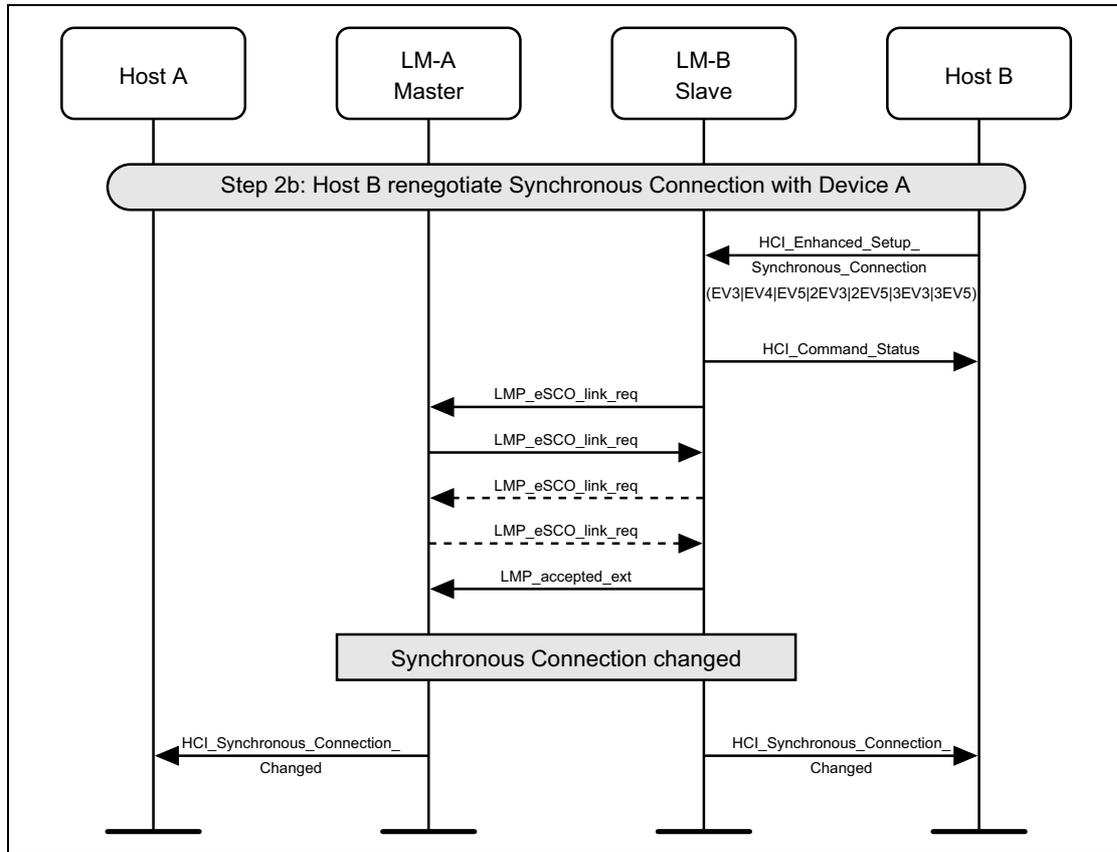 Host A
LM-A
Master
LM-B
Slave
Host B
Step 2b: Host B renegotiate Synchronous Connection with Device A
HCI_Enhanced_Setup_
Synchronous_Connection
(EV3|EV4|EV5|2EV3|2EV5|3EV3|3EV5)
HCI_Command_Status
LMP_eSCO_link_req
LMP_eSCO_link_req
LMP_eSCO_link_req
LMP_eSCO_link_req
LMP_accepted_ext
Synchronous Connection changed
HCI_Synchronous_Connection_
Changed
HCI_Synchronous_Connection_
Changed